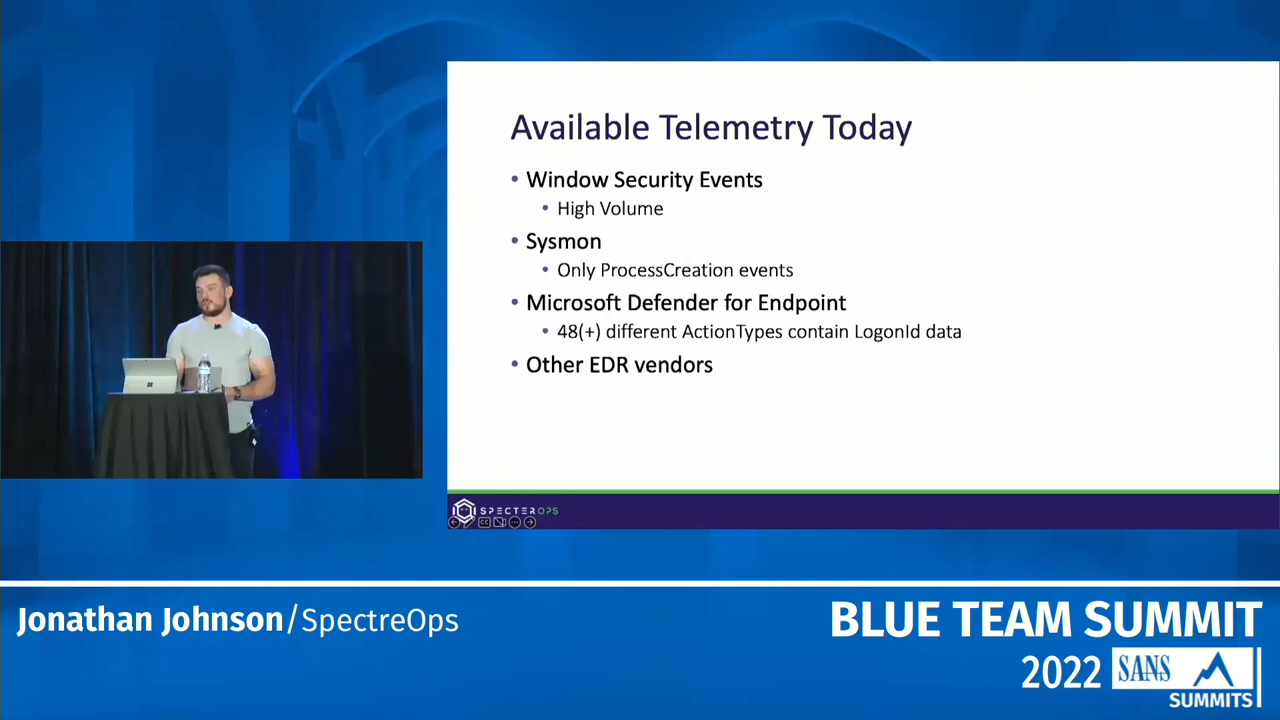 Available Telemetry Today
• Window Security Events
• High Volume
• Sysmon
• Only ProcessCreation events
• Microsoft Defender for Endpoint
• 48(+) different ActionTypes contain LogonId data
• Other EDR vendors
SPECTEROPS
CC
Jonathan Johnson/SpectreOps
BLUE TEAM SUMMIT
2022
SANS
SUMMITS